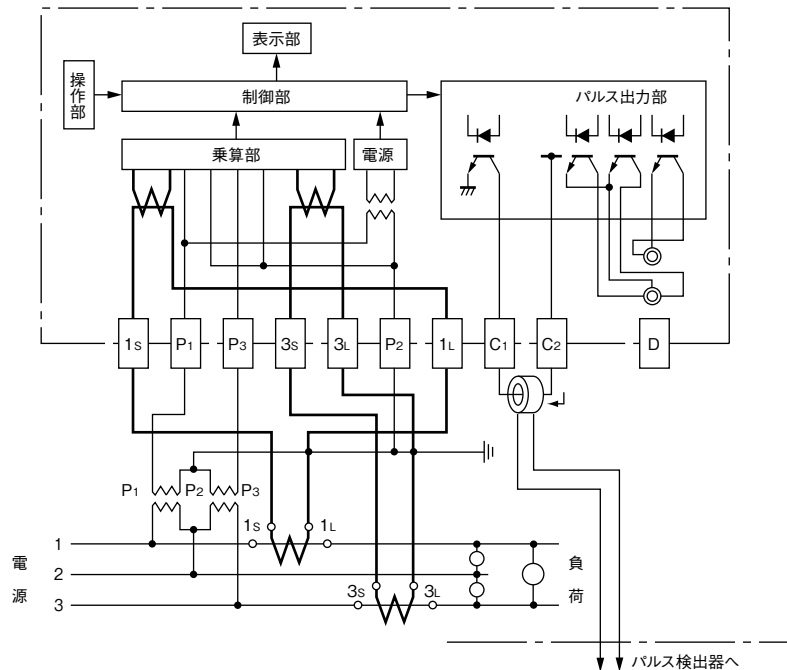 表示部
操作部
制御部
パルス出力部
乗算部
電源
1S P1 P3 3S 3L P2 1L C1 C2 D
P1 P2 P3
1S 1L
1
電源
2
負荷
3S 3L
3
パルス検出器へ